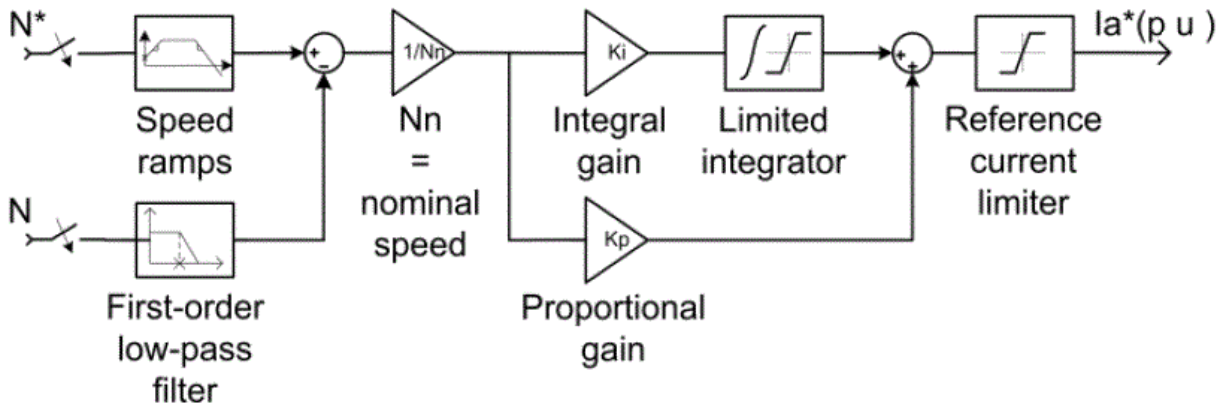 N*
Speed
ramps
+
−
1/Nn
Nn
=
nominal
speed
Ki
Integral
gain
Limited
integrator
+
+
Reference
current
limiter
Ia*(p u )
N
First-order
low-pass
filter
Kp
Proportional
gain